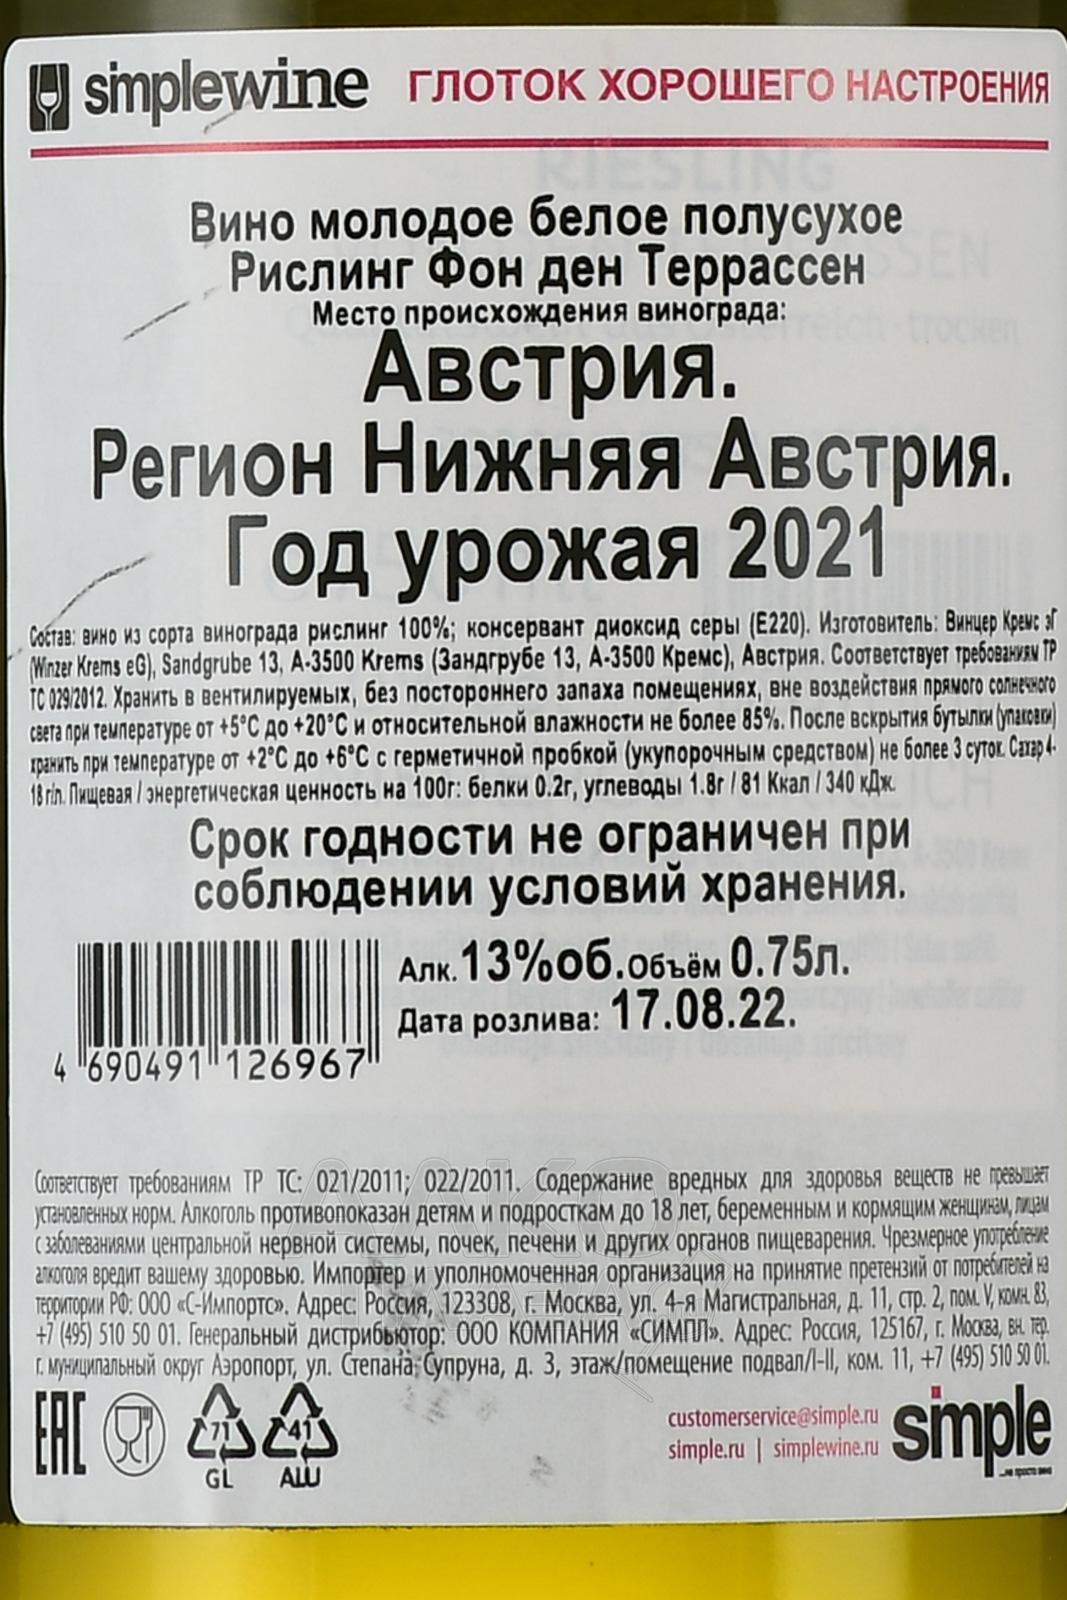 simplewine ГЛОТОК ХОРОШЕГО НАСТРОЕНИЯ
RIESLING
Вино молодое белое полусухое
Рислинг Фон ден Террассен
Место происхождения винограда:
trocken
Австрия.
Регион Нижняя Австрия.
Год урожая 2021
Состав: вино из сорта винограда рислинг 100%; консервант диоксид серы (Е220). Изготовитель: Винцер Кремс эГ
(Winzer Krems eG), Sandgrube 13, A-3500 Krems (Зандгрубе 13, А-3500 Кремс), Австрия. Соответствует требованиям ТР
ТС 029/2012. Хранить в вентилируемых, без постороннего запаха помещениях, вне воздействия прямого солнечного
света при температуре от +5°C до +20°C и относительной влажности не более 85%. После вскрытия бутылки (упаковки)
хранить при температуре от +2°C до +6°C с герметичной пробкой (укупорочным средством) не более 3 суток. Сахар 4-
18 г/л. Пищевая / энергетическая ценность на 100г: белки 0.2г, углеводы 1.8г / 81 Ккал / 340 кДж.
Срок годности не ограничен при
соблюдении условий хранения.
Алк. 13%об. Объём 0.75л.
Дата розлива: 17.08.22.
4 690491 126967
Соответствует требованиям ТР ТС: 021/2011; 022/2011. Содержание вредных для здоровья веществ не превышает
установленных норм. Алкоголь противопоказан детям и подросткам до 18 лет, беременным и кормящим женщинам, лицам
с заболеваниями центральной нервной системы, почек, печени и других органов пищеварения. Чрезмерное употребление
алкоголя вредит вашему здоровью. Импортер и уполномоченная организация на принятие претензий от потребителей на
территории РФ: ООО «С-Импортс». Адрес: Россия, 123308, г. Москва, ул. 4-я Магистральная, д. 11, стр. 2, пом. V, комн. 83,
+7 (495) 510 50 01. Генеральный дистрибьютор: ООО КОМПАНИЯ «СИМПЛ». Адрес: Россия, 125167, г. Москва, вн. тер.
г. муниципальный округ Аэропорт, ул. Степана Супруна, д. 3, этаж/помещение подвал/I-II, ком. 11, +7 (495) 510 50 01.
EAC 71 GL 41 ALU
customerservice@simple.ru
simple.ru | simplewine.ru
simple
...не просто вино